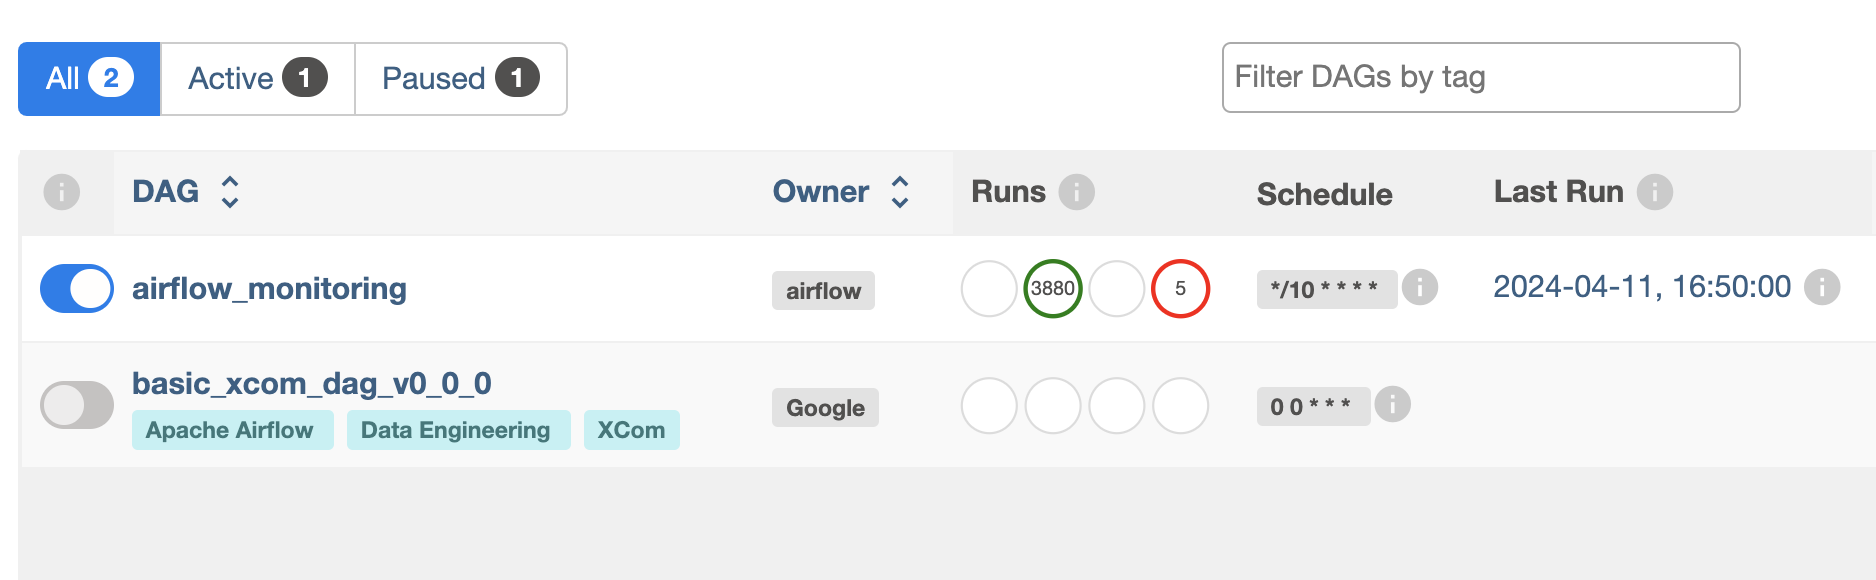 All 2 Active 1 Paused 1 Filter DAGs by tag
i DAG Owner Runs i Schedule Last Run i
airflow_monitoring airflow 3880 5 */10 * * * * i 2024-04-11, 16:50:00 i
basic_xcom_dag_v0_0_0 Google 0 0 * * * i
Apache Airflow Data Engineering XCom